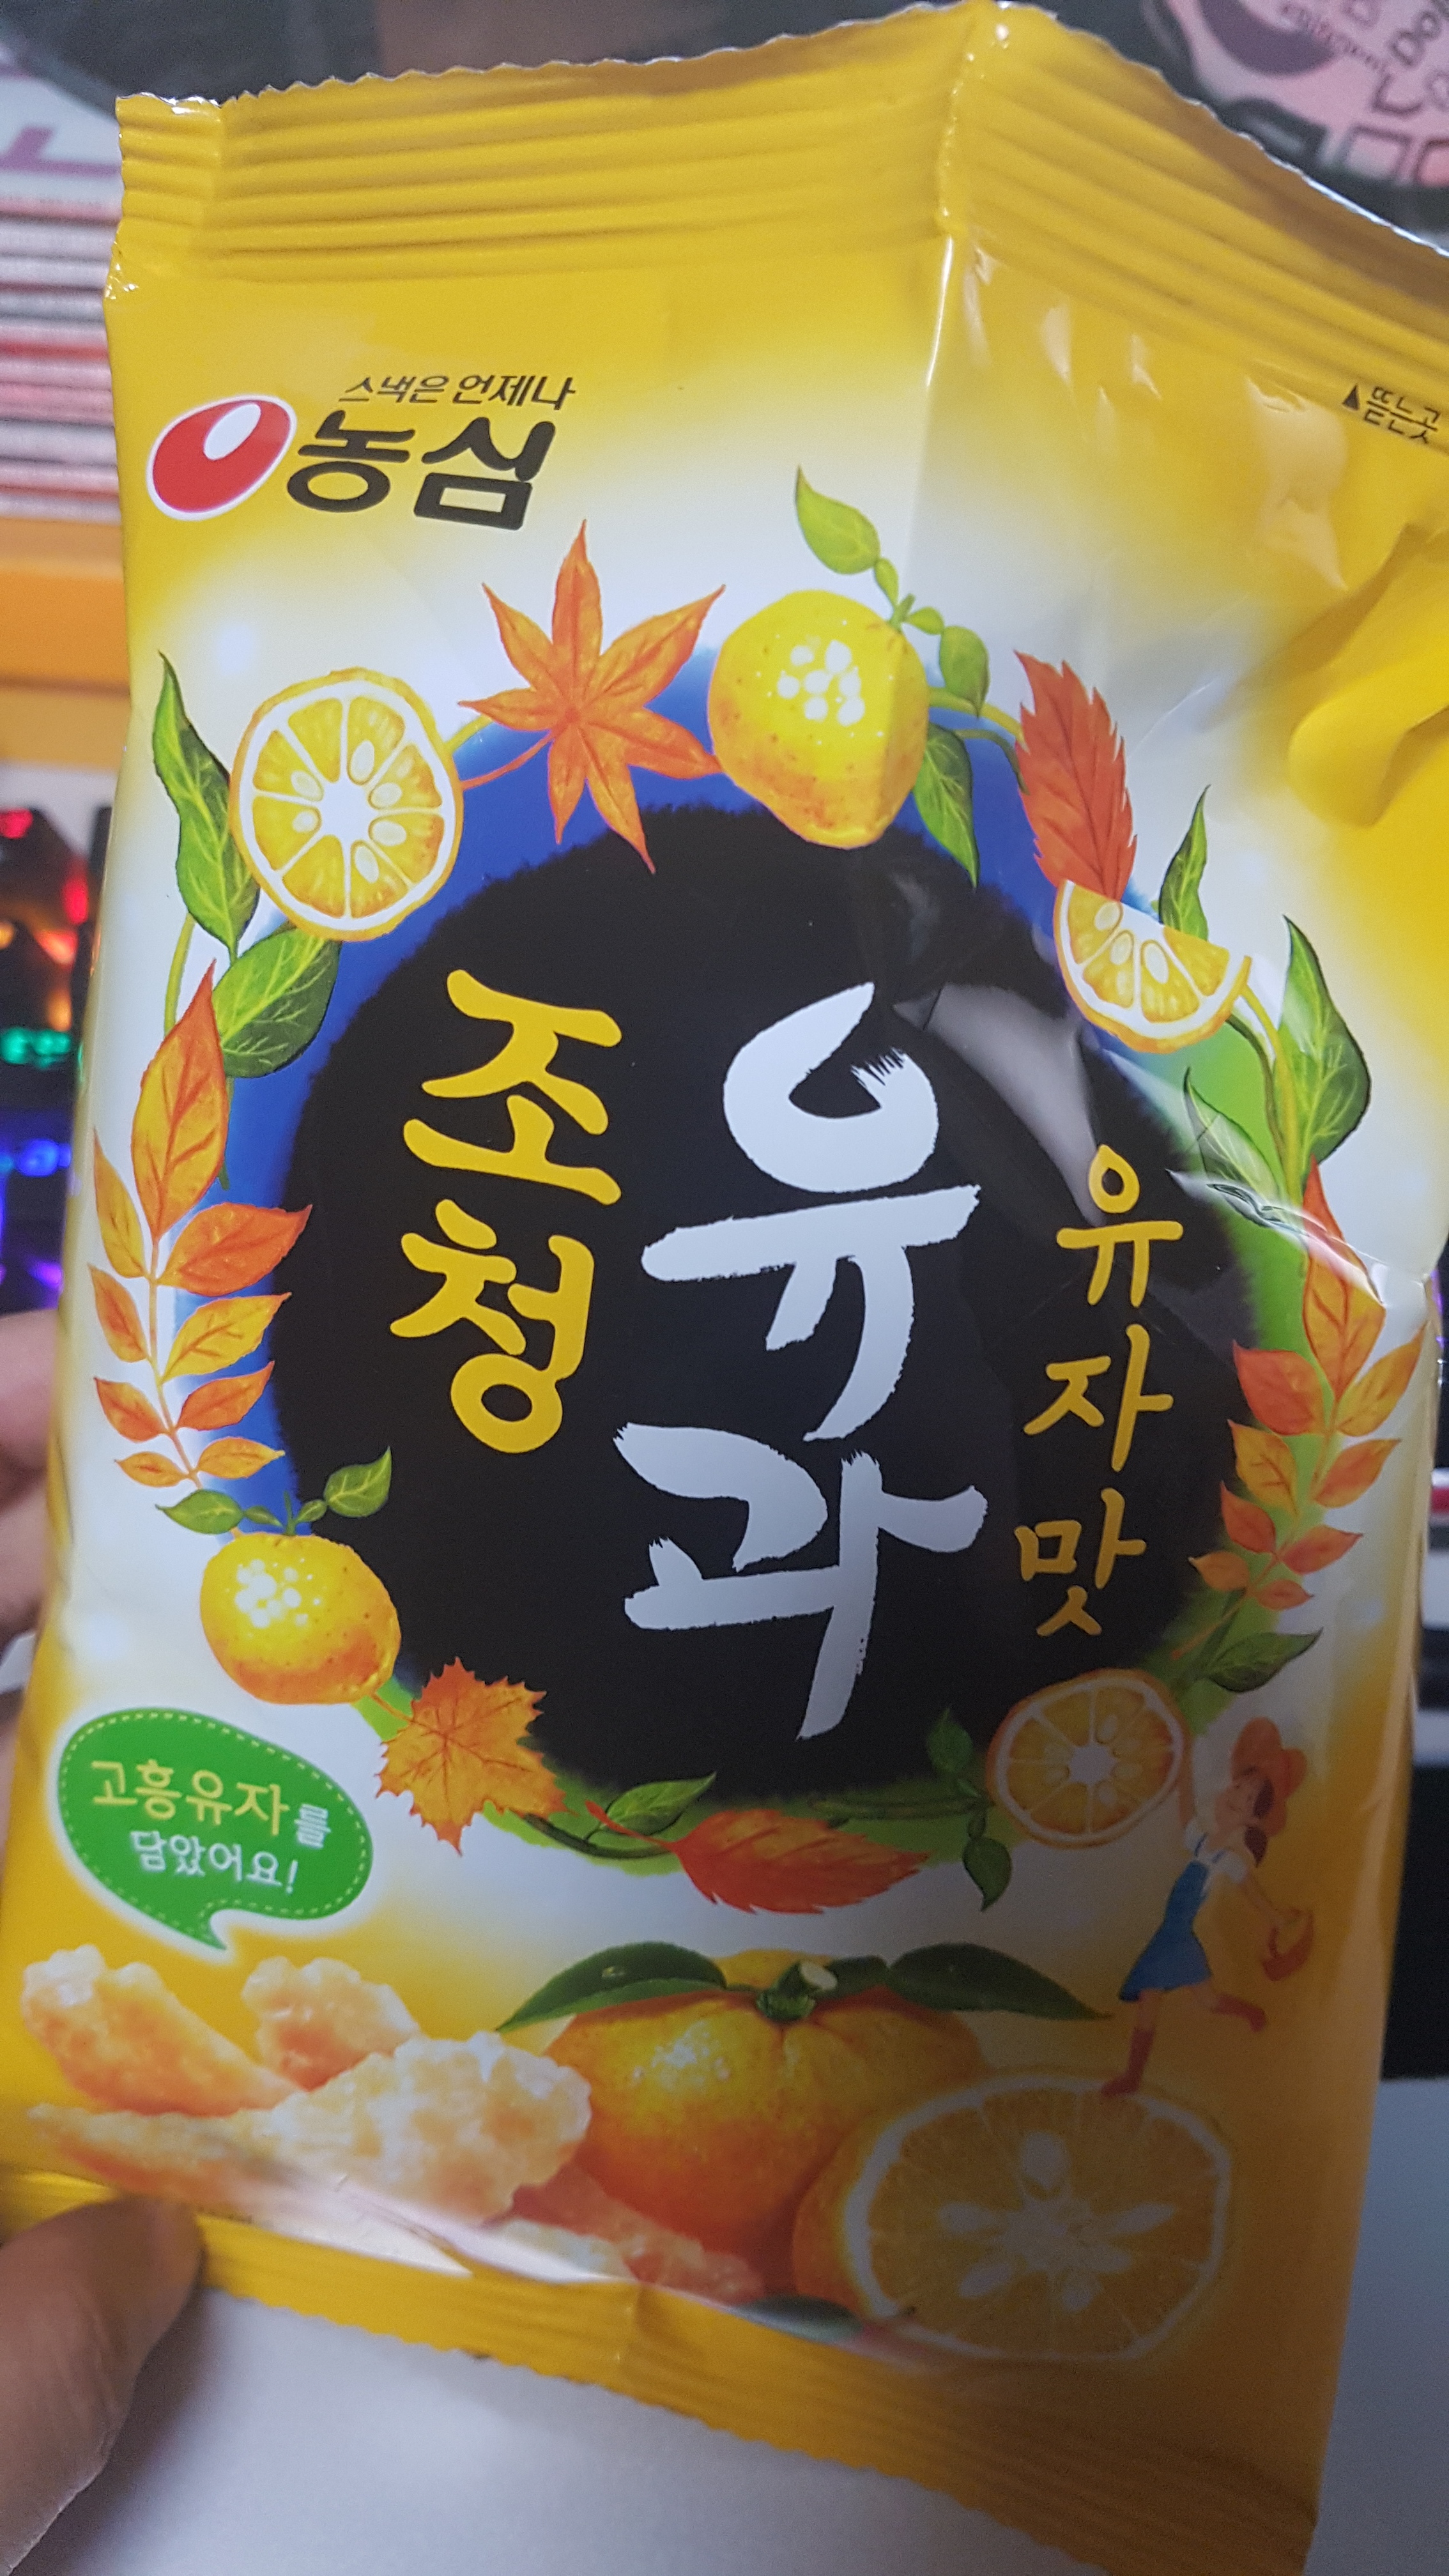 스낵은 언제나
농심
▲뜯는곳
조청
유과
유자맛
고흥유자를
담았어요!